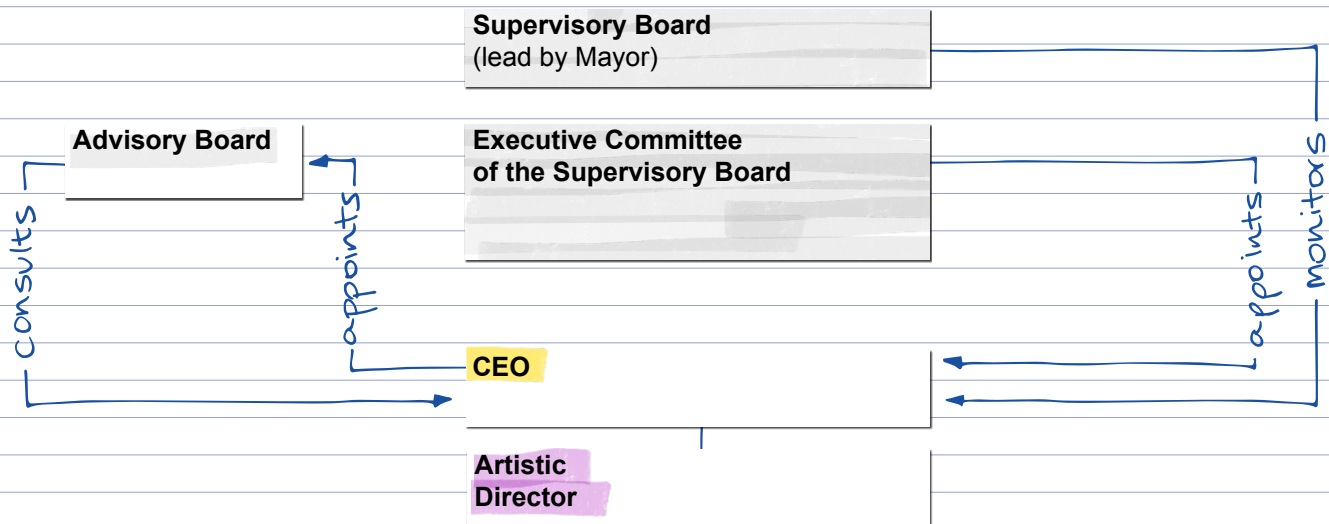 Supervisory Board
(lead by Mayor)
Advisory Board
Executive Committee
of the Supervisory Board
consults
appoints
appoints
monitors
CEO
Artistic
Director